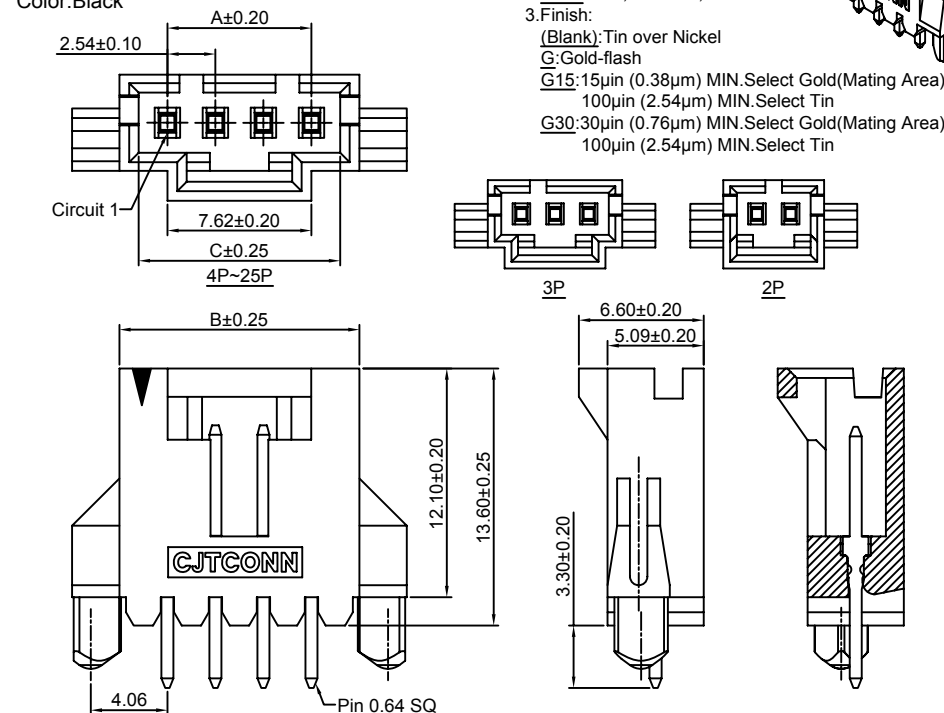 Color:Black
3.Finish:
(Blank):Tin over Nickel
G:Gold-flash
G15:15µin (0.38µm) MIN.Select Gold(Mating Area)
100µin (2.54µm) MIN.Select Tin
G30:30µin (0.76µm) MIN.Select Gold(Mating Area)
100µin (2.54µm) MIN.Select Tin
A±0.20
2.54±0.10
Circuit 1
7.62±0.20
C±0.25
4P~25P
3P
2P
B±0.25
6.60±0.20
5.09±0.20
12.10±0.20
13.60±0.25
3.30±0.20
CJTCONN
4.06
Pin 0.64 SQ